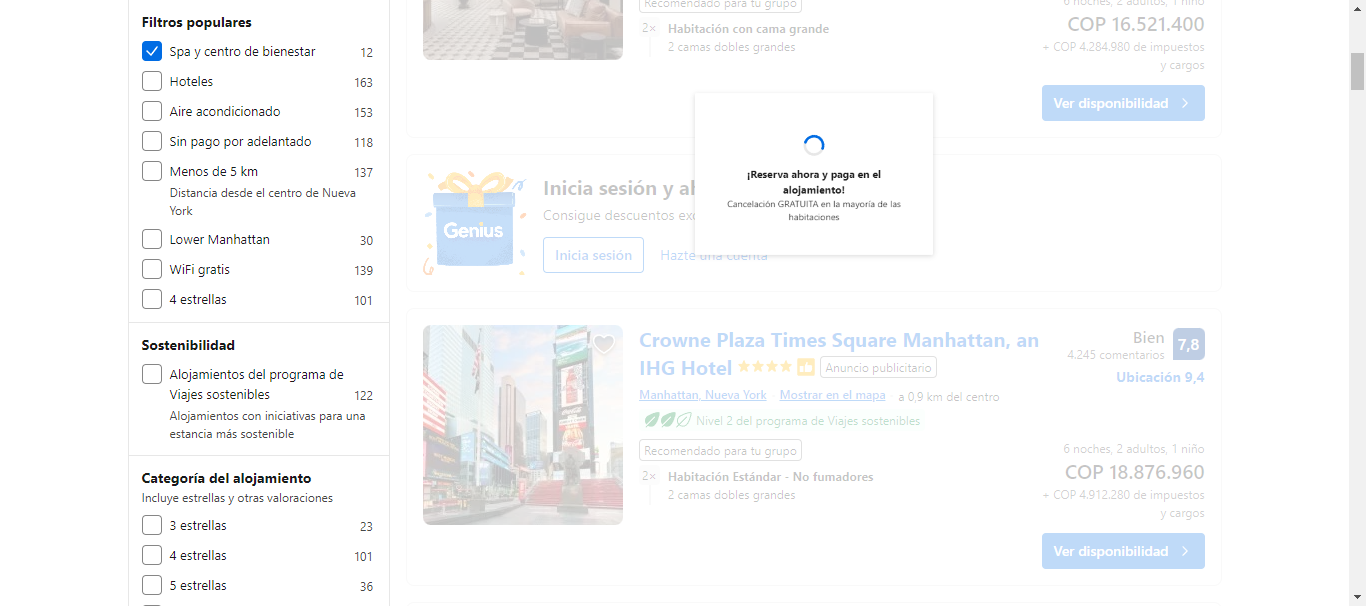 Filtros populares
Spa y centro de bienestar 12
Hoteles 163
Aire acondicionado 153
Sin pago por adelantado 118
Menos de 5 km 137
Distancia desde el centro de Nueva
York
Lower Manhattan 30
WiFi gratis 139
4 estrellas 101
Sostenibilidad
Alojamientos del programa de
Viajes sostenibles 122
Alojamientos con iniciativas para una
estancia más sostenible
Categoría del alojamiento
Incluye estrellas y otras valoraciones
3 estrellas 23
4 estrellas 101
5 estrellas 36
Recomendado para tu grupo
2× Habitación con cama grande
2 camas dobles grandes
6 noches, 2 adultos, 1 niño
COP 16.521.400
+ COP 4.284.980 de impuestos
y cargos
Ver disponibilidad
¡Reserva ahora y paga en el
alojamiento!
Cancelación GRATUITA en la mayoría de las
habitaciones
Genius
Inicia sesión y
Consigue descuentos
Inicia sesión
Hazte una cuenta
Crowne Plaza Times Square Manhattan, an
IHG Hotel Anuncio publicitario
Manhattan, Nueva York · Mostrar en el mapa · a 0,9 km del centro
Nivel 2 del programa de Viajes sostenibles
Bien 7,8
4.245 comentarios
Ubicación 9,4
Recomendado para tu grupo
2× Habitación Estándar - No fumadores
2 camas dobles grandes
6 noches, 2 adultos, 1 niño
COP 18.876.960
+ COP 4.912.280 de impuestos
y cargos
Ver disponibilidad